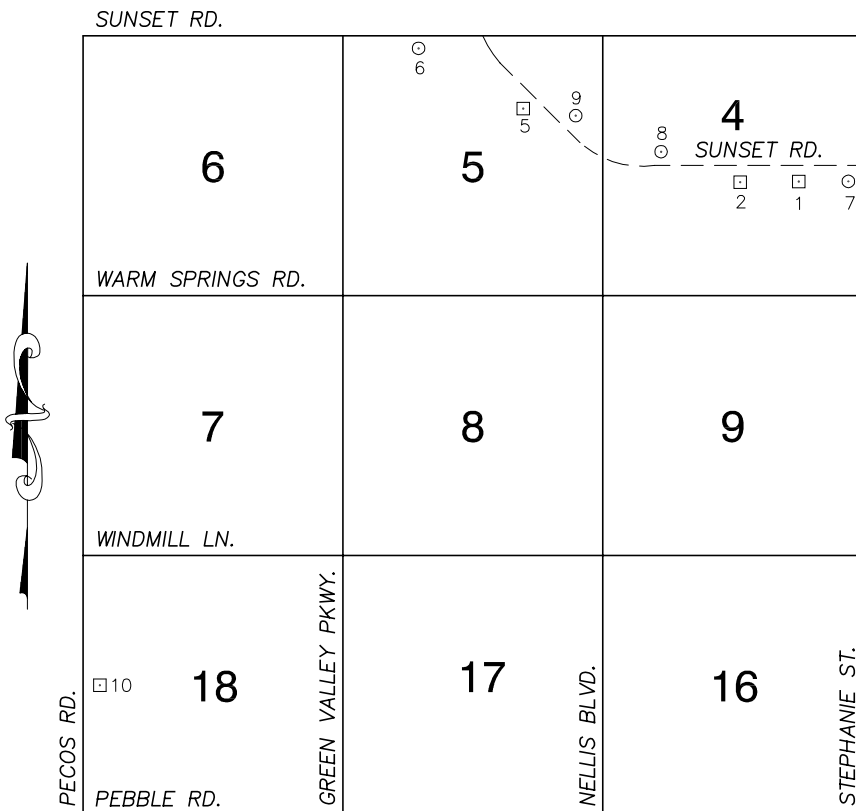 SUNSET RD.
6
9
5
8
4
SUNSET RD.
6
5
2
1
7
WARM SPRINGS RD.
7
8
9
WINDMILL LN.
GREEN VALLEY PKWY.
NELLIS BLVD.
STEPHANIE ST.
PECOS RD.
10
18
17
16
PEBBLE RD.